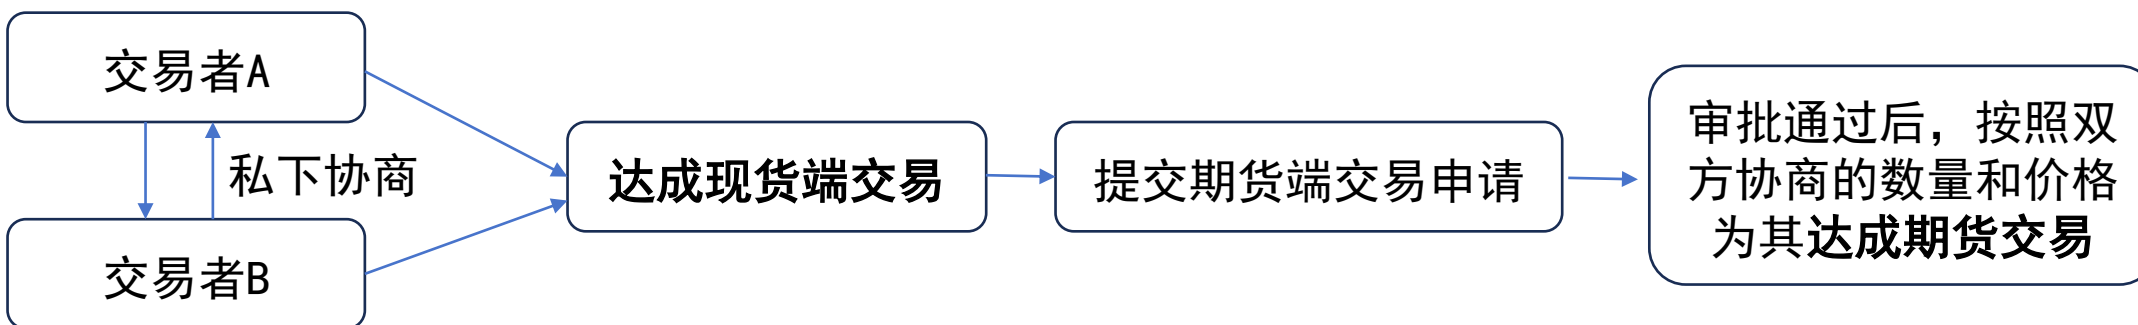 交易者A
私下协商
交易者B
达成现货端交易
提交期货端交易申请
审批通过后，按照双
方协商的数量和价格
为其达成期货交易